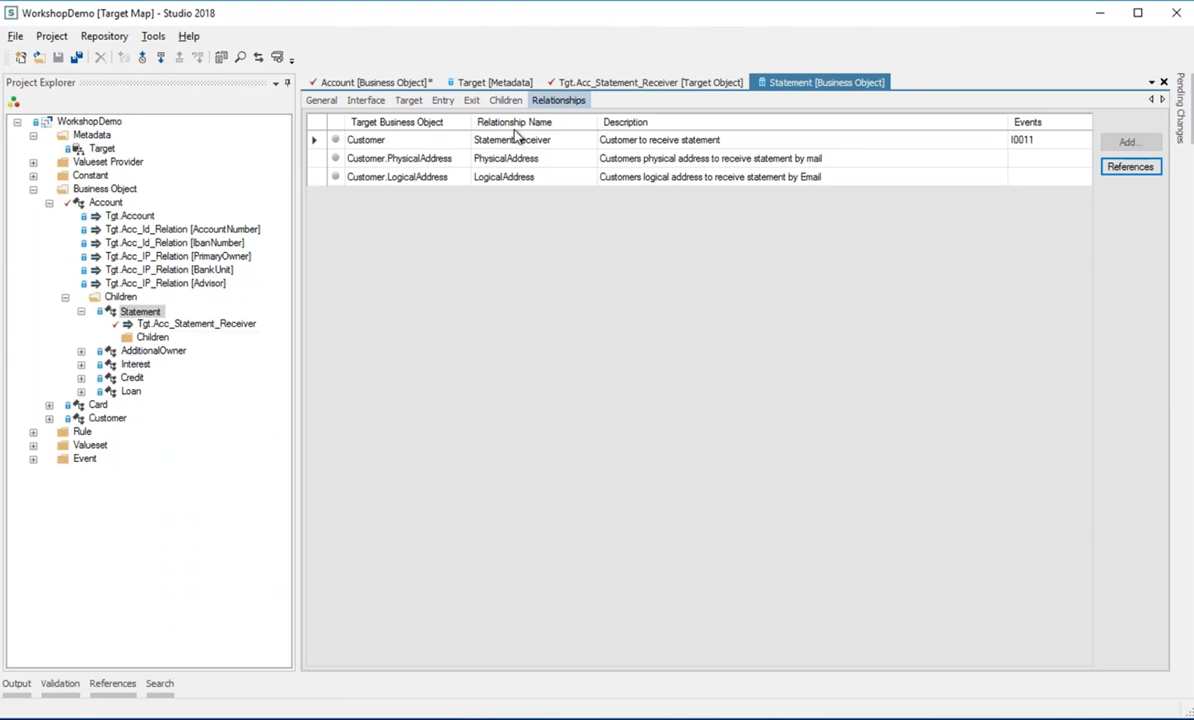 WorkshopDemo [Target Map] - Studio 2018
File Project Repository Tools Help
Project Explorer
Account [Business Object]* Target [Metadata] Tgt.Acc_Statement_Receiver [Target Object] Statement [Business Object]
General Interface Target Entry Exit Children Relationships
Target Business Object Relationship Name Description Events
Customer StatementReceiver Customer to receive statement I0011
Customer.PhysicalAddress PhysicalAddress Customers physical address to receive statement by mail
Customer.LogicalAddress LogicalAddress Customers logical address to receive statement by Email
Add...
References
Pending Changes
WorkshopDemo
Metadata
Target
Valueset Provider
Constant
Business Object
Account
Tgt.Account
Tgt.Acc_Id_Relation [AccountNumber]
Tgt.Acc_Id_Relation [IbanNumber]
Tgt.Acc_IP_Relation [PrimaryOwner]
Tgt.Acc_IP_Relation [BankUnit]
Tgt.Acc_IP_Relation [Advisor]
Children
Statement
Tgt.Acc_Statement_Receiver
Children
AdditionalOwner
Interest
Credit
Loan
Card
Customer
Rule
Valueset
Event
Output Validation References Search